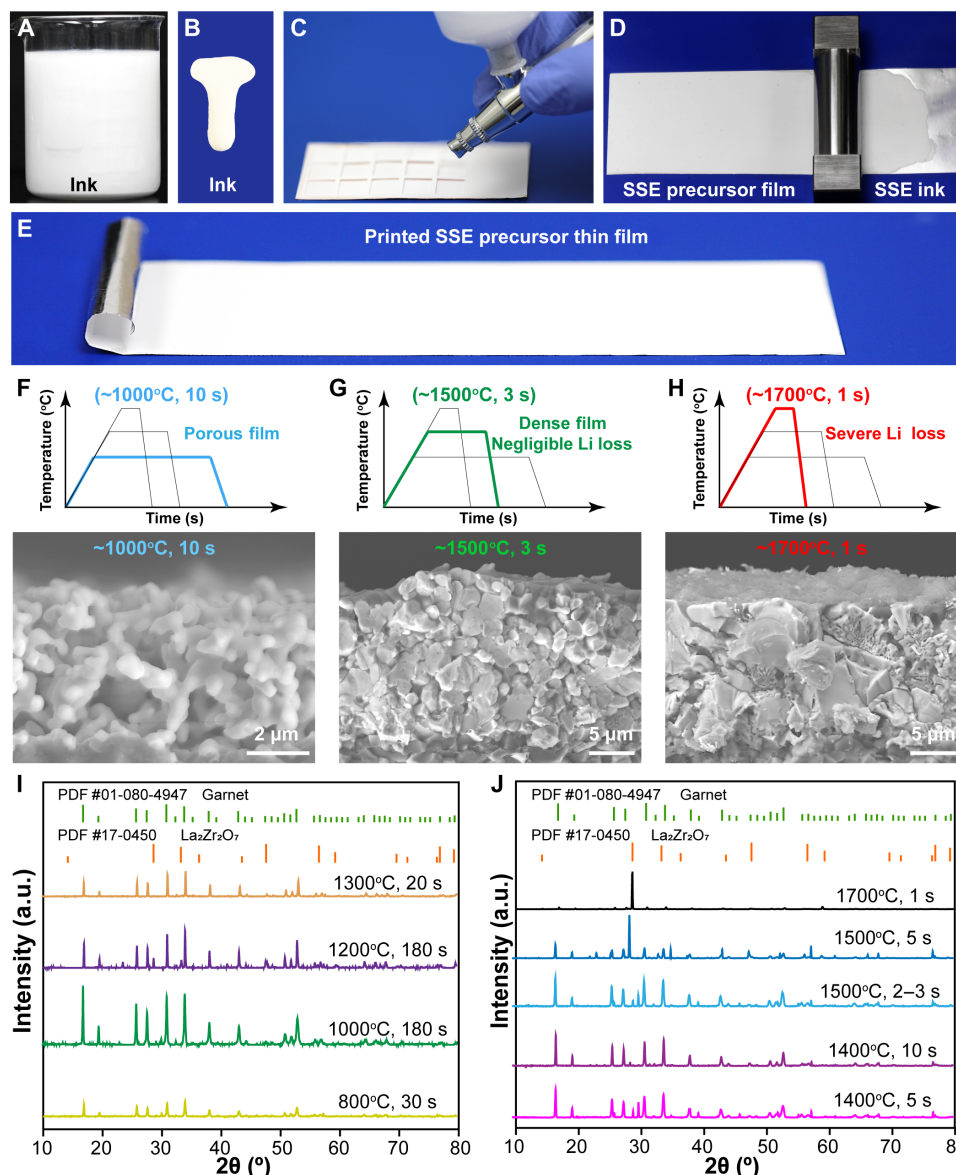 A
Ink
B
Ink
C
D
SSE precursor film
SSE ink
E
Printed SSE precursor thin film
F
(~1000°C, 10 s)
Porous film
Temperature (°C)
Time (s)
G
(~1500°C, 3 s)
Dense film
Negligible Li loss
Temperature (°C)
Time (s)
H
(~1700°C, 1 s)
Severe Li loss
Temperature (°C)
Time (s)
~1000°C, 10 s
2 μm
~1500°C, 3 s
5 μm
~1700°C, 1 s
5 μm
I
PDF #01-080-4947 Garnet
PDF #17-0450 La₂Zr₂O₇
1300°C, 20 s
1200°C, 180 s
1000°C, 180 s
800°C, 30 s
Intensity (a.u.)
10 20 30 40 50 60 70 80
2θ (°)
J
PDF #01-080-4947 Garnet
PDF #17-0450 La₂Zr₂O₇
1700°C, 1 s
1500°C, 5 s
1500°C, 2–3 s
1400°C, 10 s
1400°C, 5 s
Intensity (a.u.)
10 20 30 40 50 60 70 80
2θ (°)